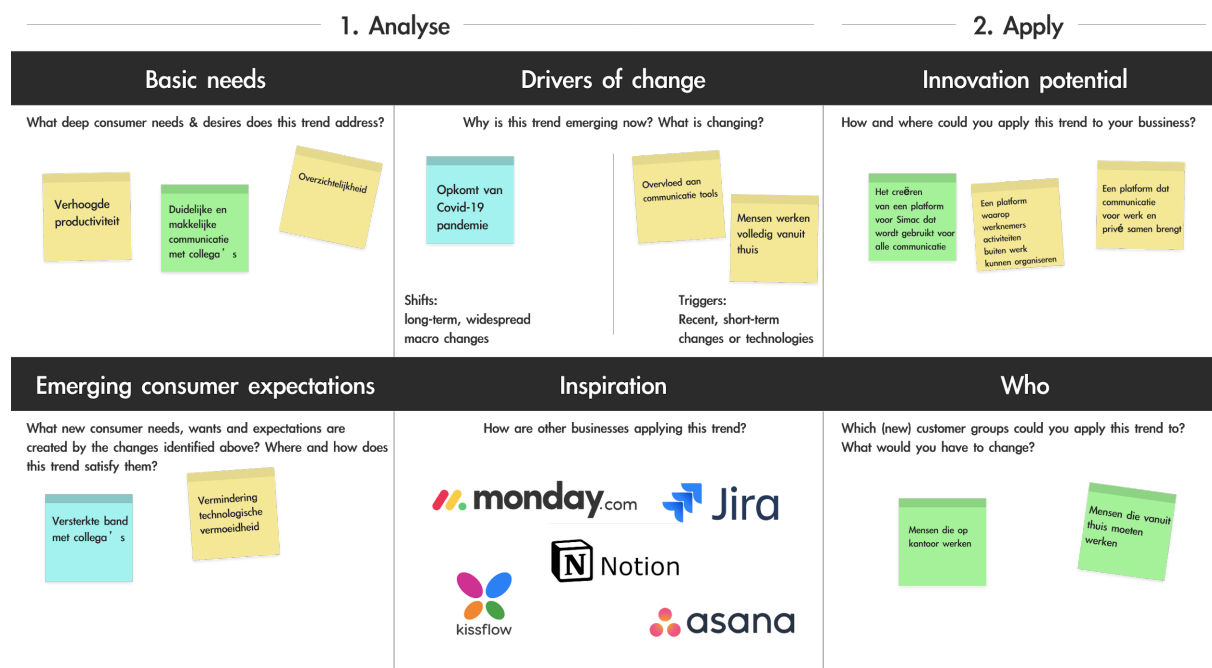 1. Analyse
2. Apply
Basic needs
What deep consumer needs & desires does this trend address?
Verhoogde
productiviteit
Duidelijke en
makkelijke
communicatie
met collega's
Overzichtelijkheid
Drivers of change
Why is this trend emerging now? What is changing?
Opkomt van
Covid-19
pandemie
Overvloed aan
communicatie tools
Mensen werken
volledig vanuit
thuis
Shifts:
long-term, widespread
macro changes
Triggers:
Recent, short-term
changes or technologies
Innovation potential
How and where could you apply this trend to your bussiness?
Het creëren
van een platform
voor Simac dat
wordt gebruikt voor
alle communicatie
Een platform
waarop
werknemers
activiteiten
buiten werk
kunnen organiseren
Een platform dat
communicatie
voor werk en
privé samen brengt
Emerging consumer expectations
What new consumer needs, wants and expectations are
created by the changes identified above? Where and how does
this trend satisfy them?
Versterkte band
met collega's
Vermindering
technologische
vermoeidheid
Inspiration
How are other businesses applying this trend?
monday.com
Jira
N Notion
kissflow
asana
Who
Which (new) customer groups could you apply this trend to?
What would you have to change?
Mensen die op
kantoor werken
Mensen die vanuit
thuis moeten
werken